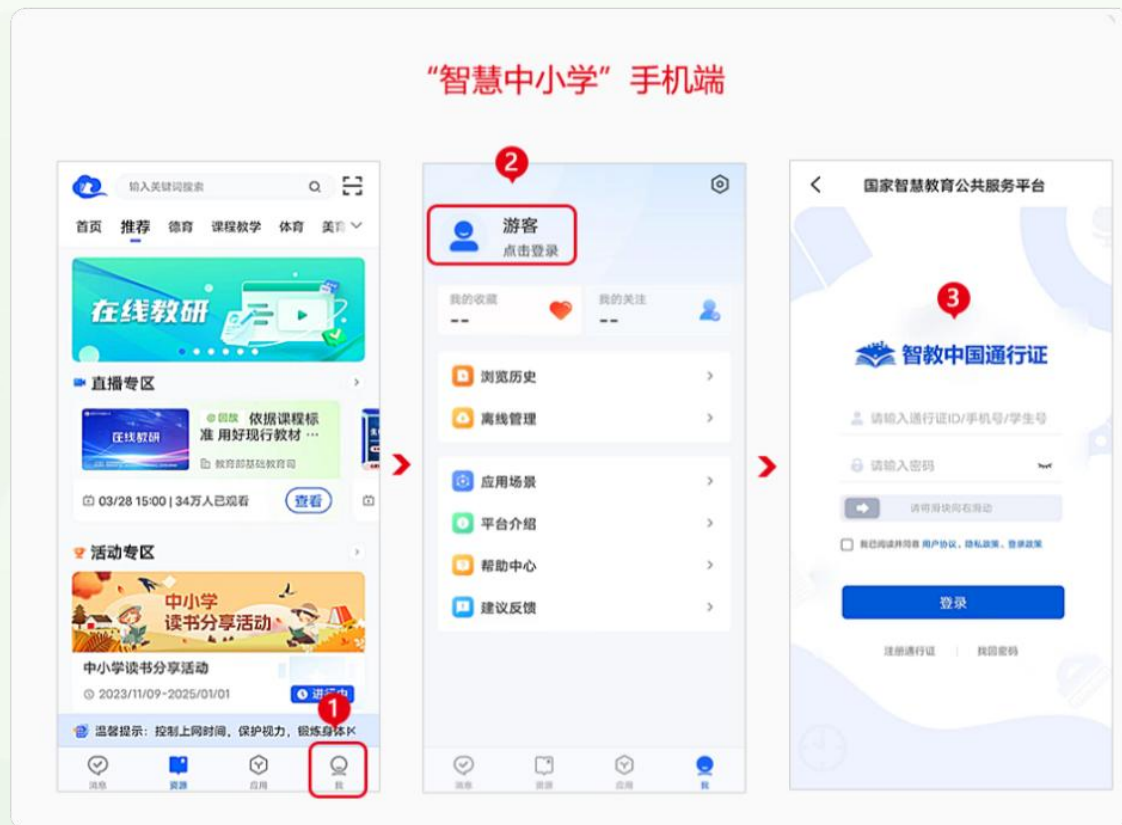 “智慧中小学”手机端
1
2
3
输入关键词搜索
首页 推荐 德育 课程教学 体育 美育
在线教研
直播专区
在线教研
回放 依据课程标
准 用好现行教材 …
教育部基础教育司
03/28 15:00 | 34万人已观看 查看
活动专区
中小学
读书分享活动
中小学读书分享活动
2023/11/09-2025/01/01 进行中
温馨提示：控制上网时间，保护视力，锻炼身体
消息 资源 应用 我
游客
点击登录
我的收藏 我的关注
-- --
浏览历史
离线管理
应用场景
平台介绍
帮助中心
建议反馈
消息 资源 应用 我
国家智慧教育公共服务平台
智教中国通行证
请输入通行证ID/手机号/学生号
请输入密码
请将滑块向右滑动
我已阅读并同意 用户协议、隐私政策、登录政策
登录
注册通行证 | 找回密码